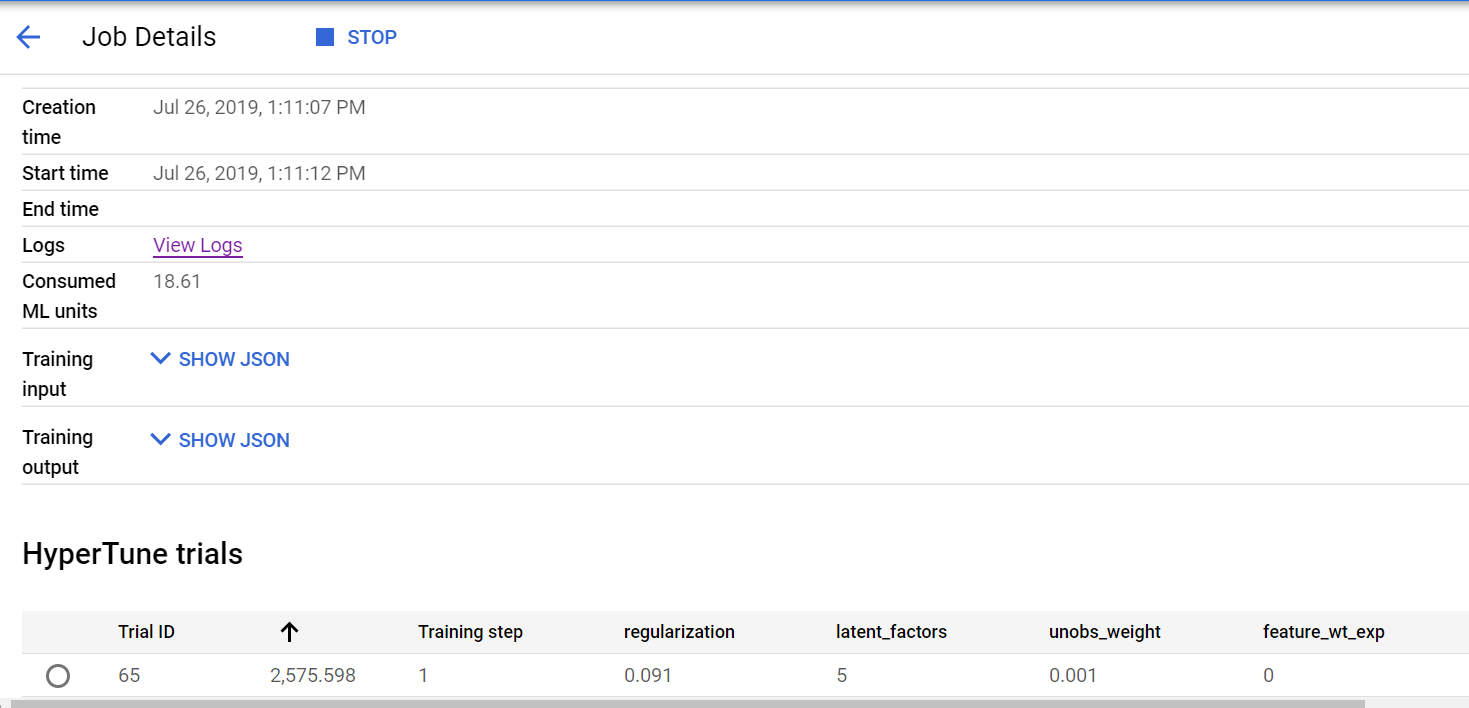 Job Details STOP
Creation time Jul 26, 2019, 1:11:07 PM
Start time Jul 26, 2019, 1:11:12 PM
End time
Logs View Logs
Consumed ML units 18.61
Training input SHOW JSON
Training output SHOW JSON
HyperTune trials
Trial ID Training step regularization latent_factors unobs_weight feature_wt_exp
65 2,575.598 1 0.091 5 0.001 0